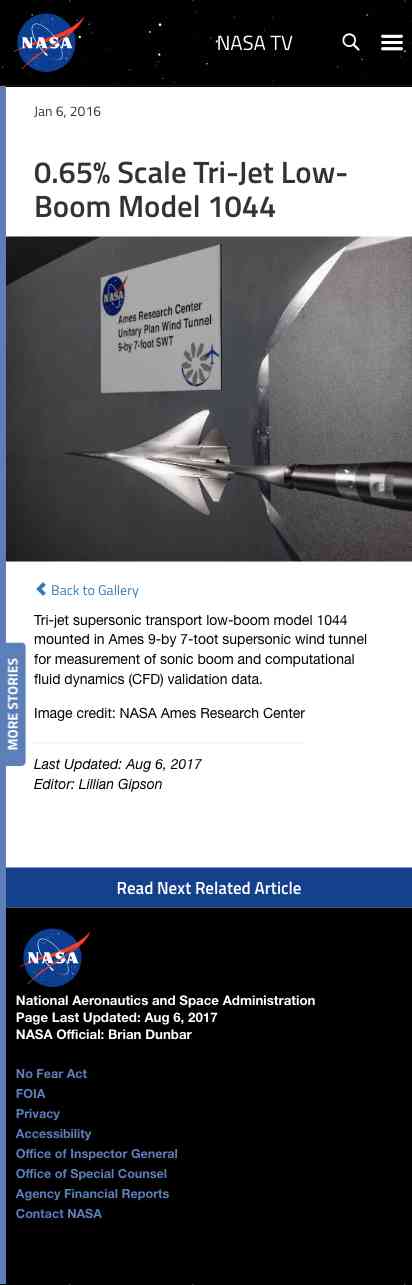 NASA
NASA TV
Jan 6, 2016
0.65% Scale Tri-Jet Low-
Boom Model 1044
NASA
Ames Research Center
Unitary Plan Wind Tunnel
9-by 7-foot SWT
Back to Gallery
Tri-jet supersonic transport low-boom model 1044
mounted in Ames 9-by 7-toot supersonic wind tunnel
for measurement of sonic boom and computational
fluid dynamics (CFD) validation data.
Image credit: NASA Ames Research Center
MORE STORIES
Last Updated: Aug 6, 2017
Editor: Lillian Gipson
Read Next Related Article
NASA
National Aeronautics and Space Administration
Page Last Updated: Aug 6, 2017
NASA Official: Brian Dunbar
No Fear Act
FOIA
Privacy
Accessibility
Office of Inspector General
Office of Special Counsel
Agency Financial Reports
Contact NASA